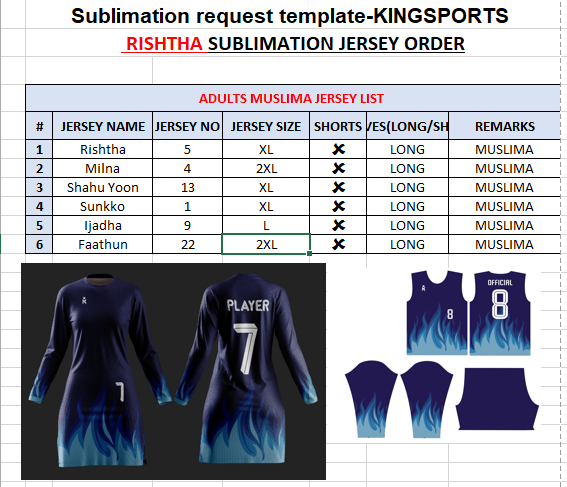 Sublimation request template-KINGSPORTS
RISHTHA SUBLIMATION JERSEY ORDER
ADULTS MUSLIMA JERSEY LIST
# JERSEY NAME JERSEY NO JERSEY SIZE SHORTS VES(LONG/SH REMARKS
1 Rishtha 5 XL ✖ LONG MUSLIMA
2 Milna 4 2XL ✖ LONG MUSLIMA
3 Shahu Yoon 13 XL ✖ LONG MUSLIMA
4 Sunkko 1 XL ✖ LONG MUSLIMA
5 Ijadha 9 L ✖ LONG MUSLIMA
6 Faathun 22 2XL ✖ LONG MUSLIMA
PLAYER
7
7
OFFICIAL
8
8